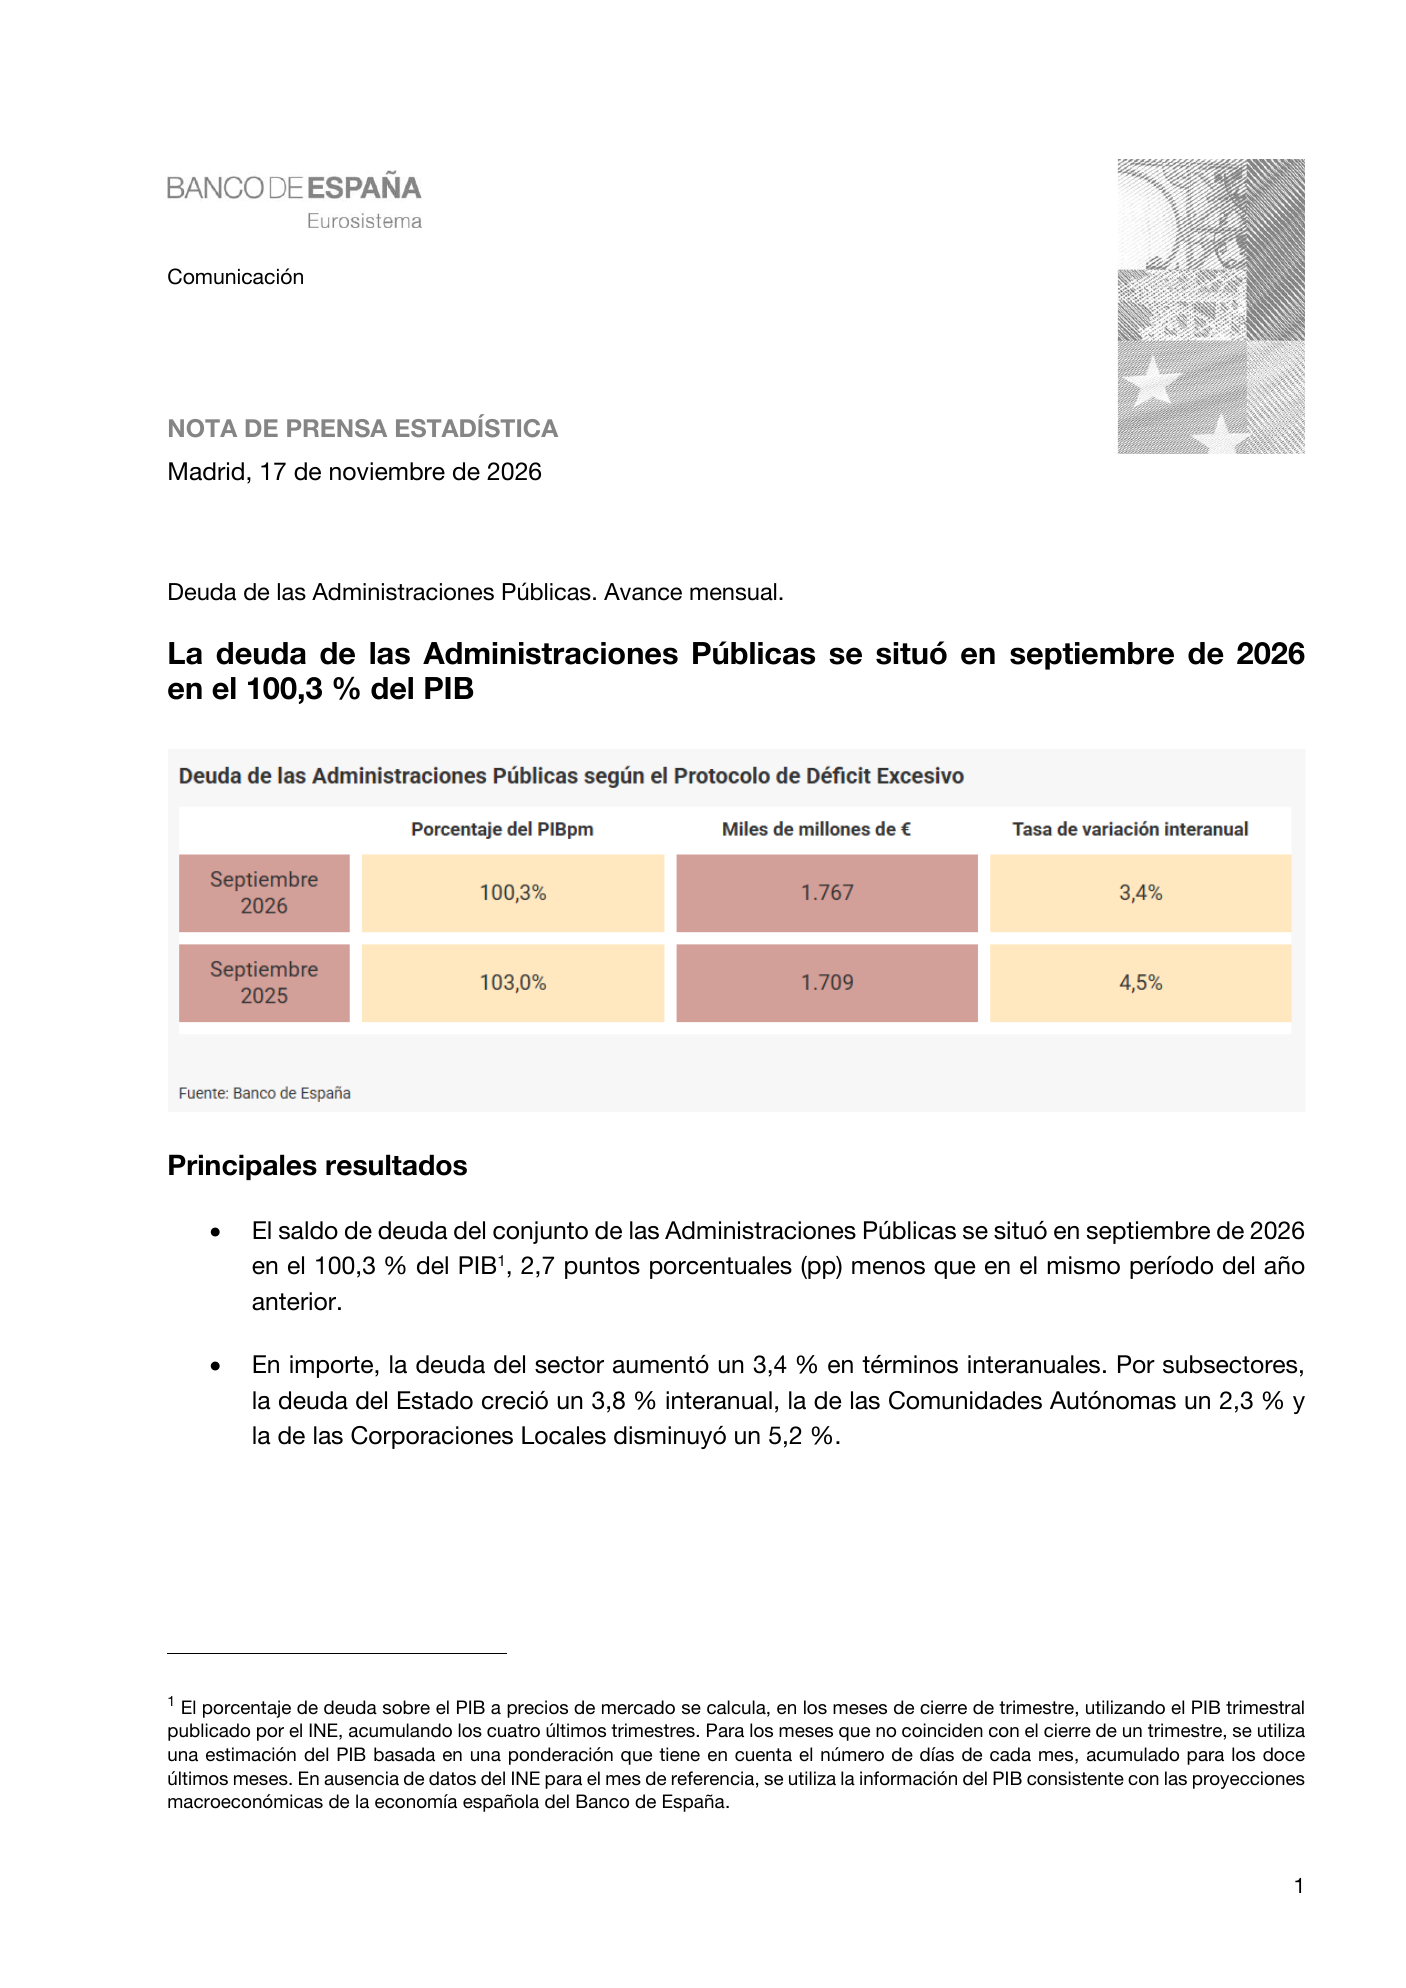 BANCO DE ESPAÑA
Eurosistema
Comunicación
NOTA DE PRENSA ESTADÍSTICA
Madrid, 17 de noviembre de 2026
Deuda de las Administraciones Públicas. Avance mensual.
La deuda de las Administraciones Públicas se situó en septiembre de 2026
en el 100,3 % del PIB
Deuda de las Administraciones Públicas según el Protocolo de Déficit Excesivo
Porcentaje del PIBpm Miles de millones de € Tasa de variación interanual
Septiembre
2026 100,3% 1.767 3,4%
Septiembre
2025 103,0% 1.709 4,5%
Fuente: Banco de España
Principales resultados
• El saldo de deuda del conjunto de las Administraciones Públicas se situó en septiembre de 2026
en el 100,3 % del PIB¹, 2,7 puntos porcentuales (pp) menos que en el mismo período del año
anterior.
• En importe, la deuda del sector aumentó un 3,4 % en términos interanuales. Por subsectores,
la deuda del Estado creció un 3,8 % interanual, la de las Comunidades Autónomas un 2,3 % y
la de las Corporaciones Locales disminuyó un 5,2 %.
¹ El porcentaje de deuda sobre el PIB a precios de mercado se calcula, en los meses de cierre de trimestre, utilizando el PIB trimestral
publicado por el INE, acumulando los cuatro últimos trimestres. Para los meses que no coinciden con el cierre de un trimestre, se utiliza
una estimación del PIB basada en una ponderación que tiene en cuenta el número de días de cada mes, acumulado para los doce
últimos meses. En ausencia de datos del INE para el mes de referencia, se utiliza la información del PIB consistente con las proyecciones
macroeconómicas de la economía española del Banco de España.
1